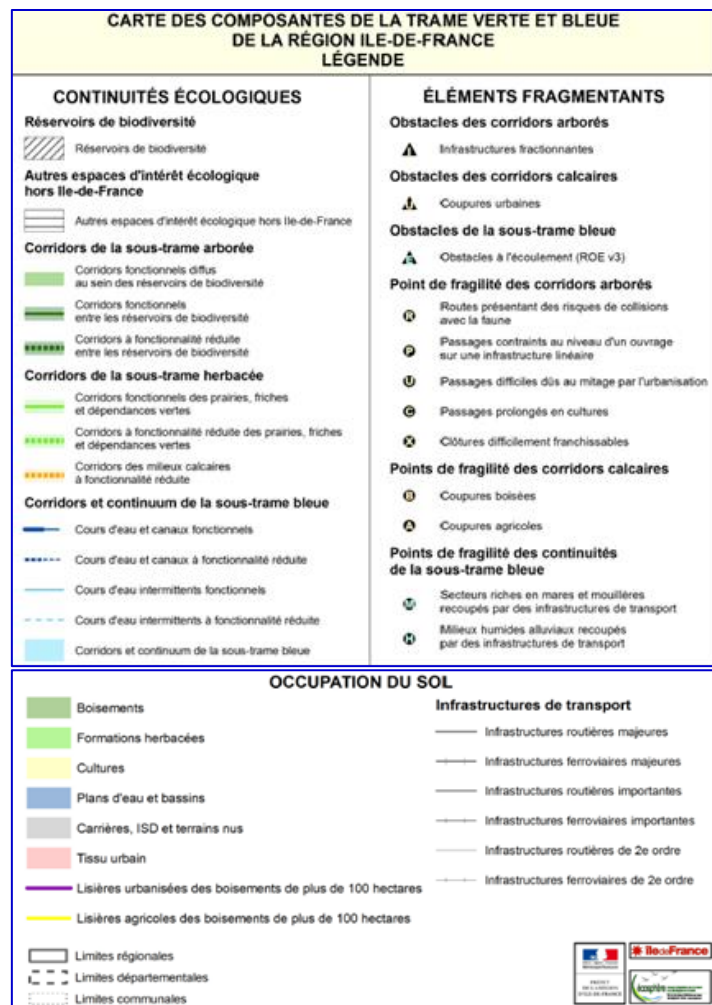 CARTE DES COMPOSANTES DE LA TRAME VERTE ET BLEUE
DE LA RÉGION ILE-DE-FRANCE
LÉGENDE
CONTINUITÉS ÉCOLOGIQUES
Réservoirs de biodiversité
Réservoirs de biodiversité
Autres espaces d'intérêt écologique
hors Ile-de-France
Autres espaces d'intérêt écologique hors Ile-de-France
Corridors de la sous-trame arborée
Corridors fonctionnels diffus
au sein des réservoirs de biodiversité
Corridors fonctionnels
entre les réservoirs de biodiversité
Corridors à fonctionnalité réduite
entre les réservoirs de biodiversité
Corridors de la sous-trame herbacée
Corridors fonctionnels des prairies, friches
et dépendances vertes
Corridors à fonctionnalité réduite des prairies, friches
et dépendances vertes
Corridors des milieux calcaires
à fonctionnalité réduite
Corridors et continuum de la sous-trame bleue
Cours d'eau et canaux fonctionnels
Cours d'eau et canaux à fonctionnalité réduite
Cours d'eau intermittents fonctionnels
Cours d'eau intermittents à fonctionnalité réduite
Corridors et continuum de la sous-trame bleue
ÉLÉMENTS FRAGMENTANTS
Obstacles des corridors arborés
Infrastructures fractionnantes
Obstacles des corridors calcaires
Coupures urbaines
Obstacles de la sous-trame bleue
Obstacles à l'écoulement (ROE v3)
Point de fragilité des corridors arborés
R Routes présentant des risques de collisions
avec la faune
P Passages contraints au niveau d'un ouvrage
sur une infrastructure linéaire
U Passages difficiles dûs au mitage par l'urbanisation
C Passages prolongés en cultures
X Clôtures difficilement franchissables
Points de fragilité des corridors calcaires
B Coupures boisées
A Coupures agricoles
Points de fragilité des continuités
de la sous-trame bleue
M Secteurs riches en mares et mouillères
recoupés par des infrastructures de transport
H Milieux humides alluviaux recoupés
par des infrastructures de transport
OCCUPATION DU SOL
Boisements
Formations herbacées
Cultures
Plans d'eau et bassins
Carrières, ISD et terrains nus
Tissu urbain
Lisières urbanisées des boisements de plus de 100 hectares
Lisières agricoles des boisements de plus de 100 hectares
Limites régionales
Limites départementales
Limites communales
Infrastructures de transport
Infrastructures routières majeures
Infrastructures ferroviaires majeures
Infrastructures routières importantes
Infrastructures ferroviaires importantes
Infrastructures routières de 2e ordre
Infrastructures ferroviaires de 2e ordre
PRÉFET
DE LA RÉGION
D'ILE-DE-FRANCE
îledeFrance
écosphère